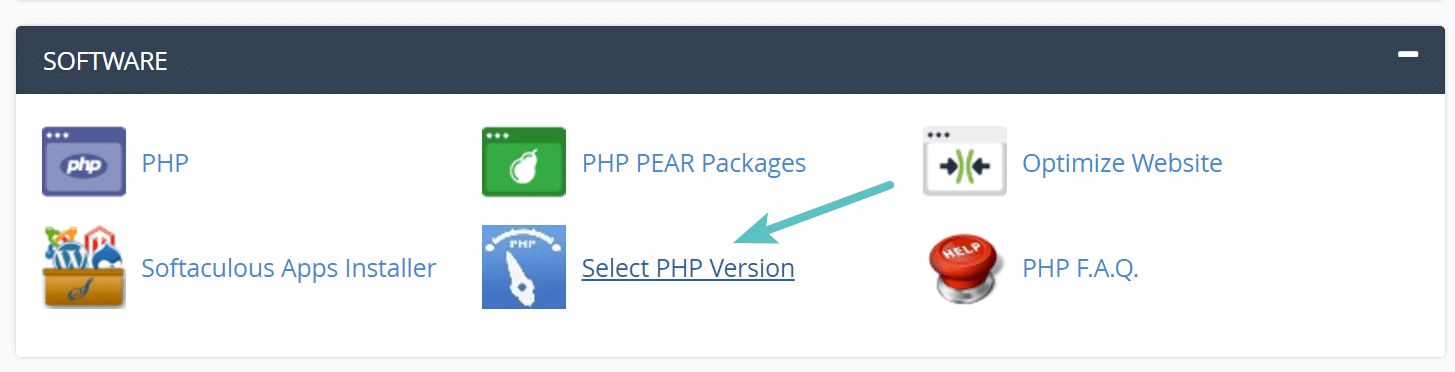 SOFTWARE
php PHP
PHP PEAR Packages
Optimize Website
Softaculous Apps Installer
PHP Select PHP Version
HELP PHP F.A.Q.